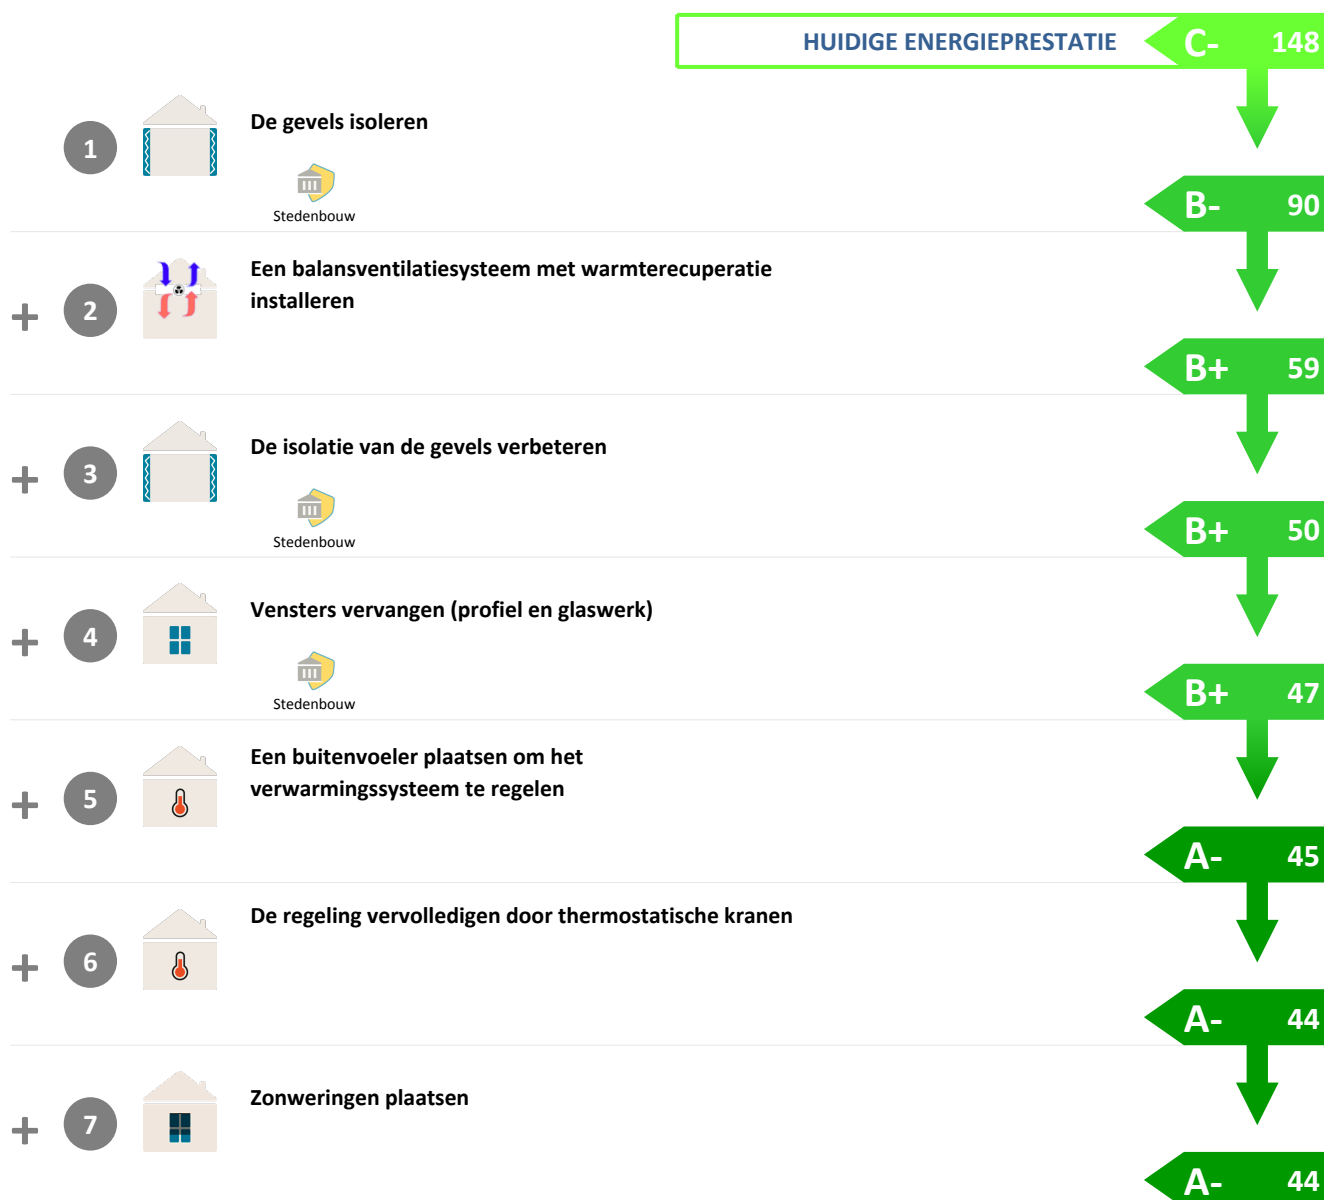 HUIDIGE ENERGIEPRESTATIE C- 148
1 De gevels isoleren
Stedenbouw
B- 90
Een balansventilatiesysteem met warmterecuperatie
+ 2 installeren
B+ 59
+ 3 De isolatie van de gevels verbeteren
Stedenbouw
B+ 50
+ 4 Vensters vervangen (profiel en glaswerk)
Stedenbouw
B+ 47
Een buitenvoeler plaatsen om het
+ 5 verwarmingssysteem te regelen
A- 45
+ 6 De regeling vervolledigen door thermostatische kranen
A- 44
+ 7 Zonweringen plaatsen
A- 44